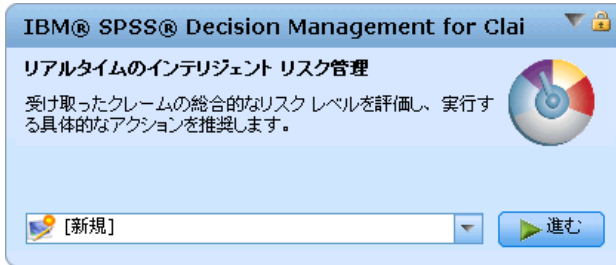 IBM® SPSS® Decision Management for Clai
リアルタイムのインテリジェント リスク管理
受け取ったクレームの総合的なリスク レベルを評価し、実行す
る具体的なアクションを推奨します。
[新規]
進む